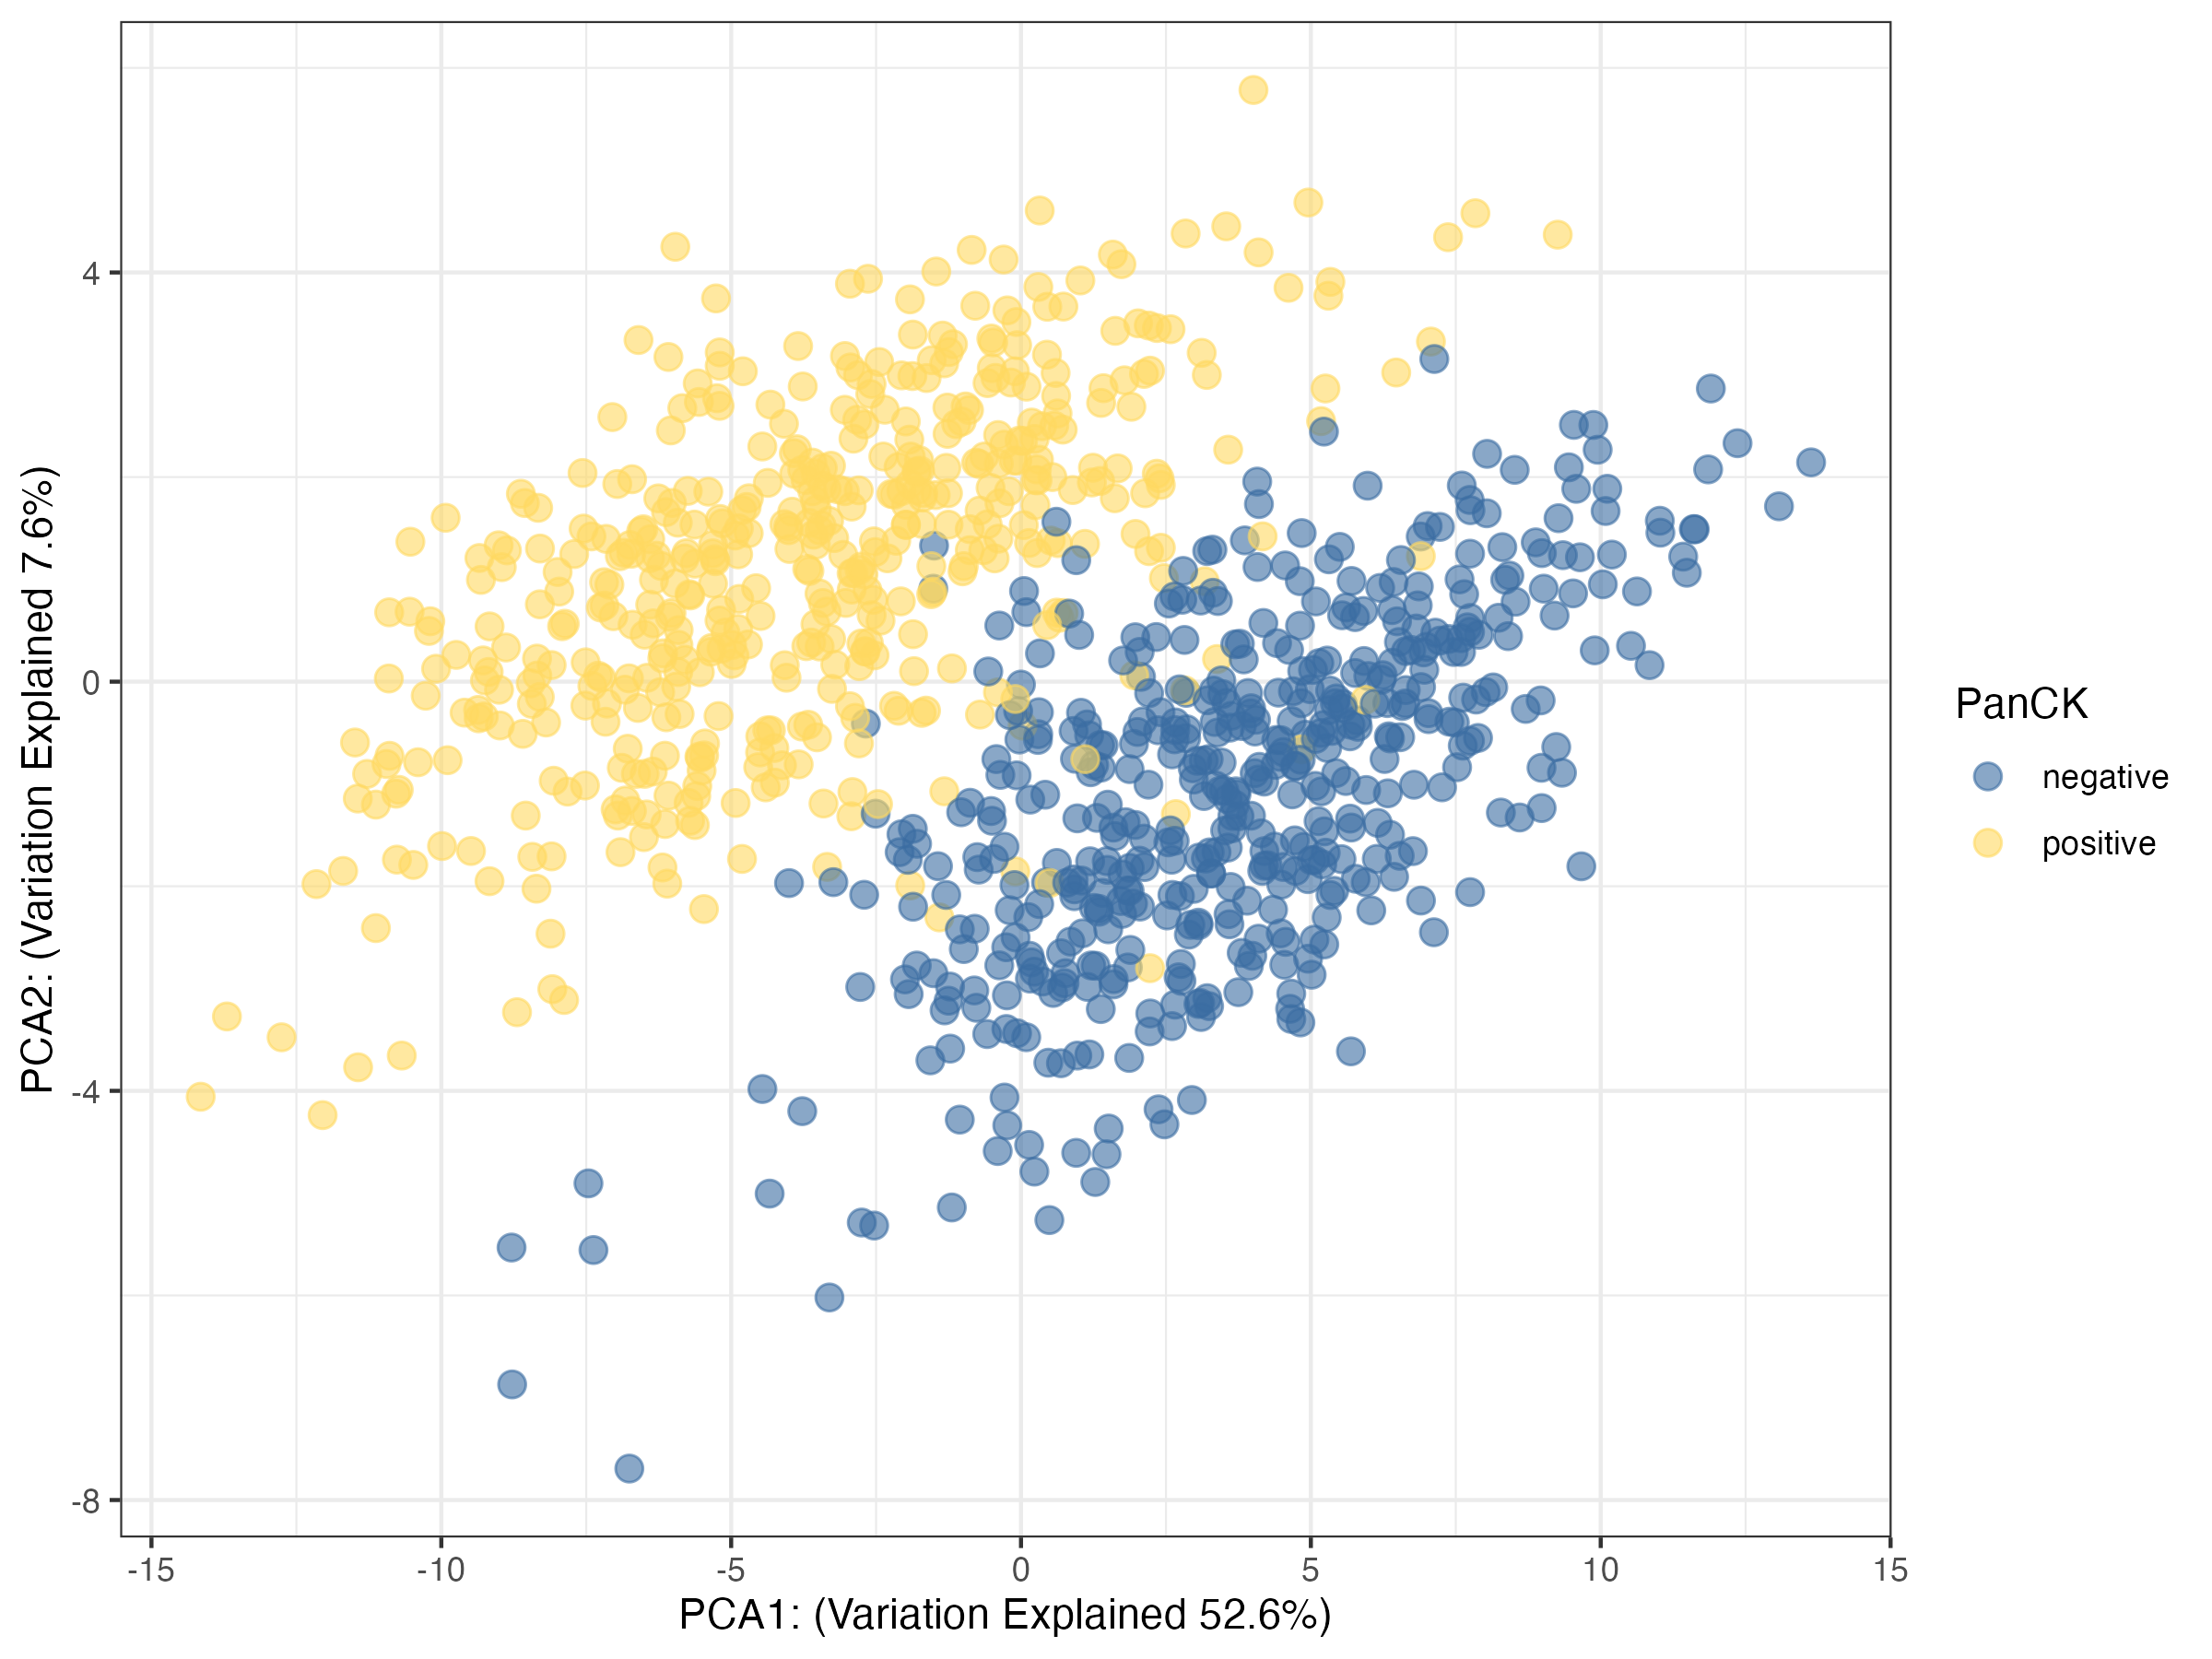 PCA2: (Variation Explained 7.6%)
4
0
-4
-8
-15
-10
-5
0
5
10
15
PCA1: (Variation Explained 52.6%)
PanCK
negative
positive